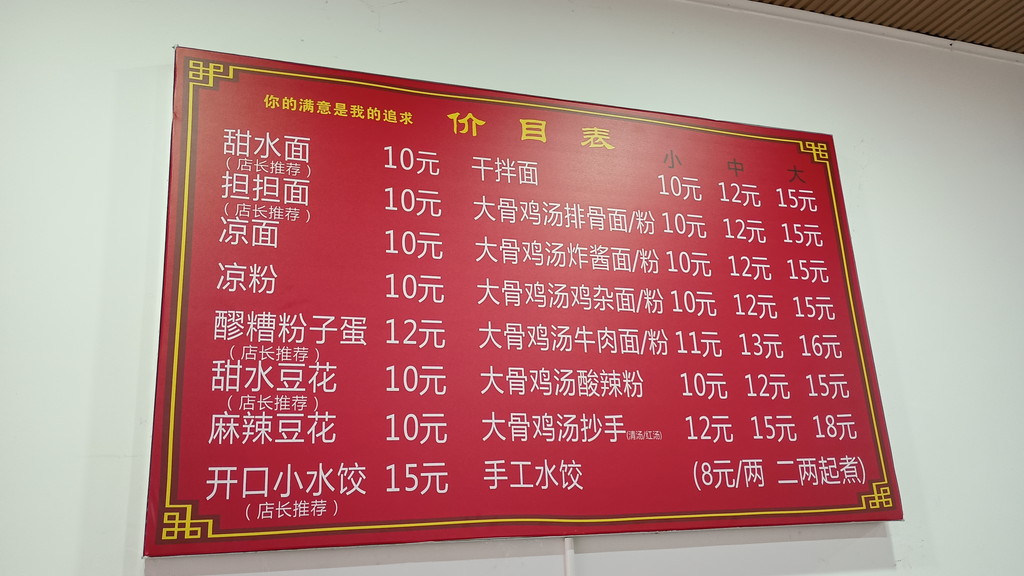 你的满意是我的追求 价目表
小 中 大
甜水面 10元
(店长推荐)
担担面 10元
(店长推荐)
凉面 10元
凉粉 10元
醪糟粉子蛋 12元
(店长推荐)
甜水豆花 10元
(店长推荐)
麻辣豆花 10元
开口小水饺 15元
(店长推荐)
干拌面 10元 12元 15元
大骨鸡汤排骨面/粉 10元 12元 15元
大骨鸡汤炸酱面/粉 10元 12元 15元
大骨鸡汤鸡杂面/粉 10元 12元 15元
大骨鸡汤牛肉面/粉 11元 13元 16元
大骨鸡汤酸辣粉 10元 12元 15元
大骨鸡汤抄手(清汤/红汤) 12元 15元 18元
手工水饺 (8元/两 二两起煮)